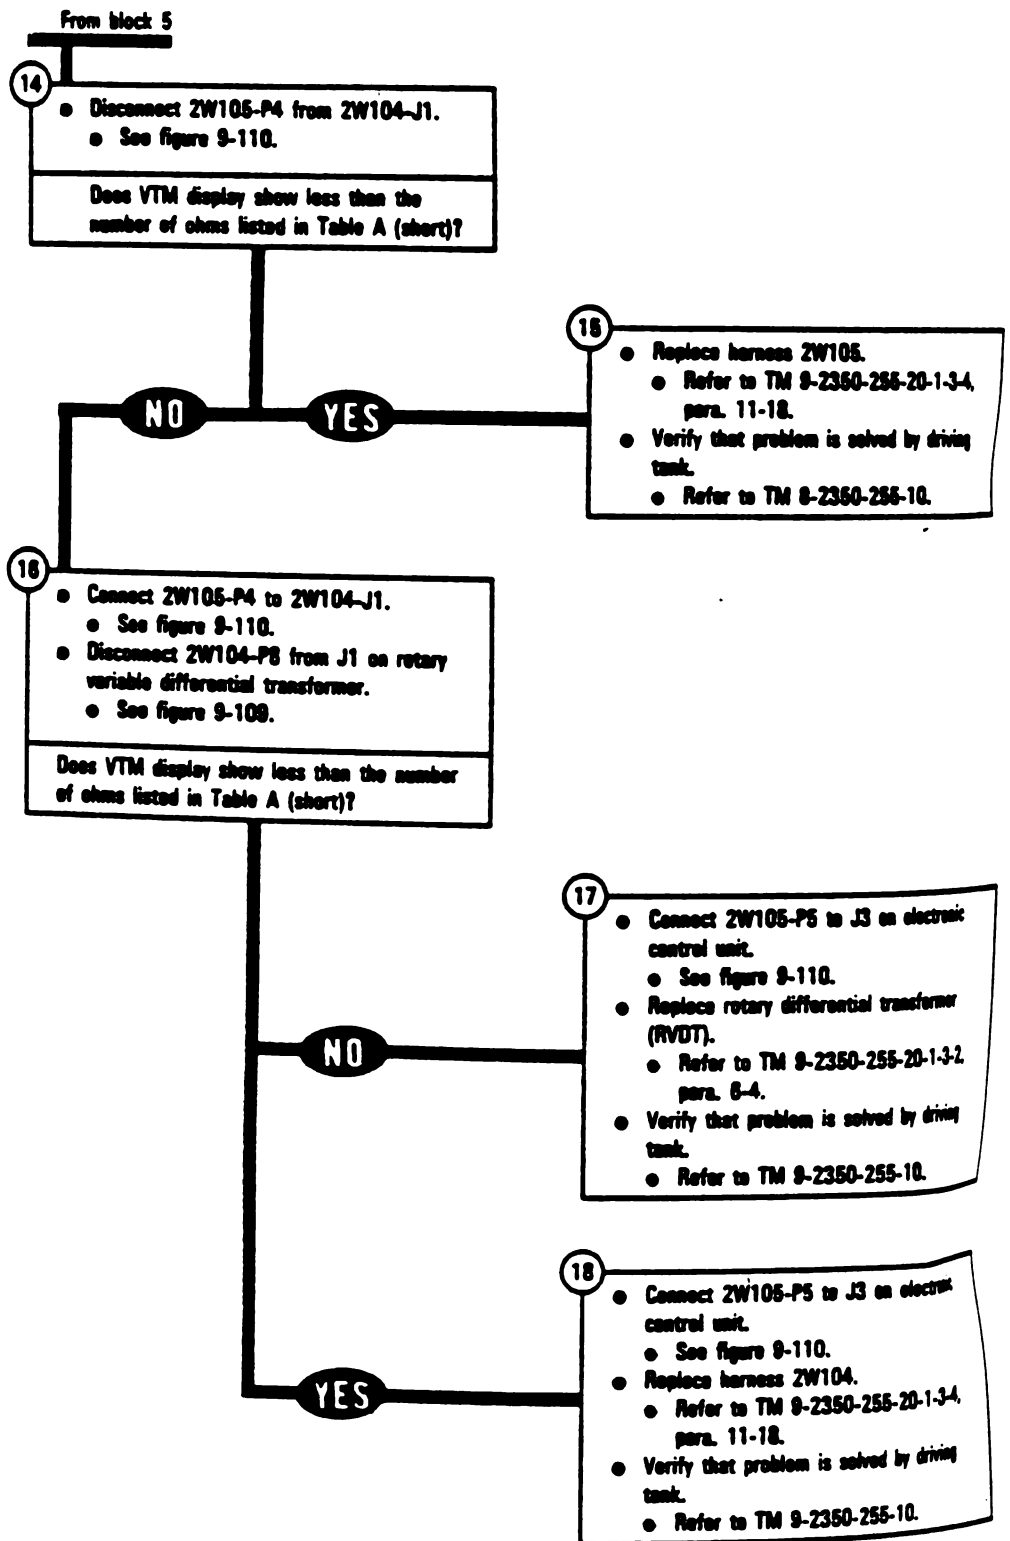 From block 5
14
● Disconnect 2W105-P4 from 2W104-J1.
● See figure 9-110.
Does VTM display show less than the
number of ohms listed in Table A (short)?
NO
YES
15
● Replace harness 2W105.
● Refer to TM 9-2350-255-20-1-3-4,
para. 11-18.
● Verify that problem is solved by driving
tank.
● Refer to TM 9-2350-255-10.
16
● Connect 2W105-P4 to 2W104-J1.
● See figure 9-110.
● Disconnect 2W104-P8 from J1 on rotary
variable differential transformer.
● See figure 9-109.
Does VTM display show less than the number
of ohms listed in Table A (short)?
17
● Connect 2W105-P5 to J3 on electronic
control unit.
● See figure 9-110.
● Replace rotary differential transformer
(RVDT).
● Refer to TM 9-2350-255-20-1-3-2,
para. 6-4.
● Verify that problem is solved by driving
tank.
● Refer to TM 9-2350-255-10.
NO
18
● Connect 2W105-P5 to J3 on electronic
control unit.
● See figure 9-110.
● Replace harness 2W104.
● Refer to TM 9-2350-255-20-1-3-4,
para. 11-18.
● Verify that problem is solved by driving
tank.
● Refer to TM 9-2350-255-10.
YES